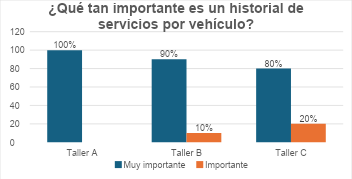 ¿Qué tan importante es un historial de
servicios por vehículo?
120
100
80
60
40
20
0
100%
90%
10%
80%
20%
Taller A
Taller B
Taller C
Muy importante
Importante